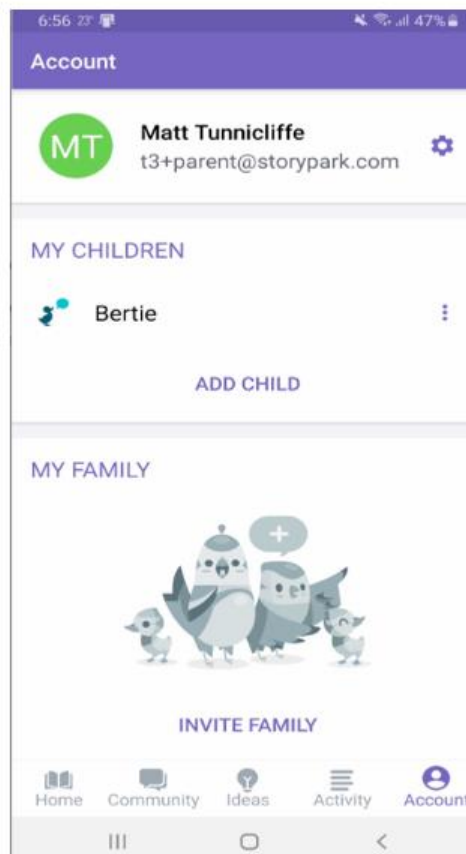 6:56 23° 47%
Account
MT
Matt Tunnicliffe
t3+parent@storypark.com
MY CHILDREN
Bertie
ADD CHILD
MY FAMILY
INVITE FAMILY
Home Community Ideas Activity Account